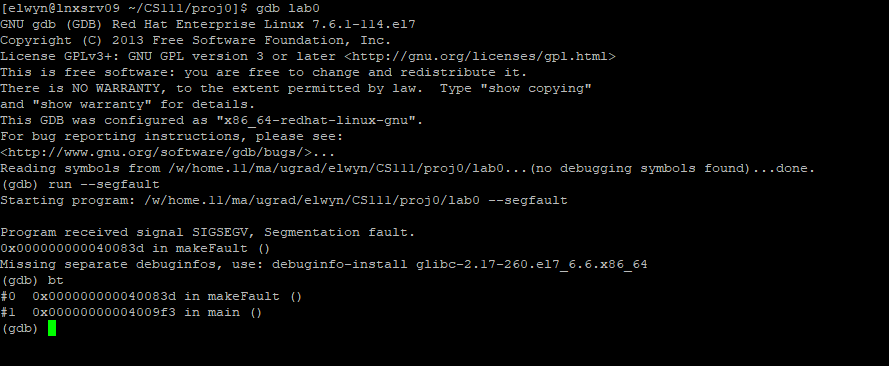 [elwyn@lnxsrv09 ~/CS111/proj0]$ gdb lab0
GNU gdb (GDB) Red Hat Enterprise Linux 7.6.1-114.el7
Copyright (C) 2013 Free Software Foundation, Inc.
License GPLv3+: GNU GPL version 3 or later <http://gnu.org/licenses/gpl.html>
This is free software: you are free to change and redistribute it.
There is NO WARRANTY, to the extent permitted by law.  Type "show copying"
and "show warranty" for details.
This GDB was configured as "x86_64-redhat-linux-gnu".
For bug reporting instructions, please see:
<http://www.gnu.org/software/gdb/bugs/>...
Reading symbols from /w/home.11/ma/ugrad/elwyn/CS111/proj0/lab0...(no debugging symbols found)...done.
(gdb) run --segfault
Starting program: /w/home.11/ma/ugrad/elwyn/CS111/proj0/lab0 --segfault
Program received signal SIGSEGV, Segmentation fault.
0x000000000040083d in makeFault ()
Missing separate debuginfos, use: debuginfo-install glibc-2.17-260.el7_6.6.x86_64
(gdb) bt
#0  0x000000000040083d in makeFault ()
#1  0x00000000004009f3 in main ()
(gdb)